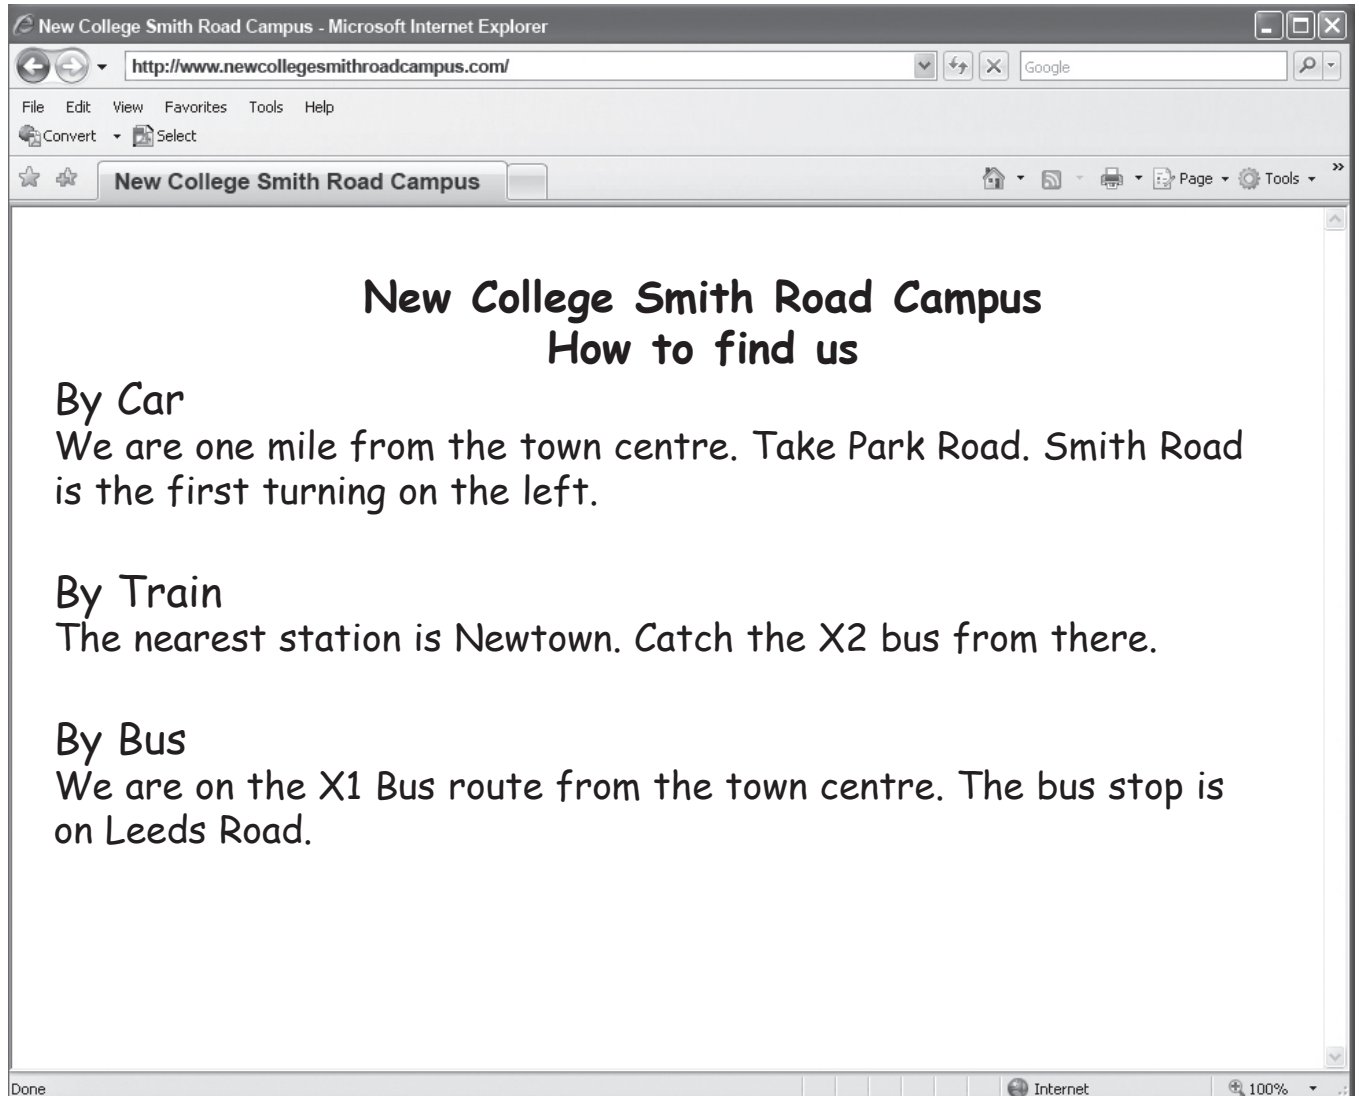 New College Smith Road Campus - Microsoft Internet Explorer
http://www.newcollegesmithroadcampus.com/
Google
File Edit View Favorites Tools Help
Convert Select
New College Smith Road Campus
Page Tools »
New College Smith Road Campus
How to find us
By Car
We are one mile from the town centre. Take Park Road. Smith Road
is the first turning on the left.
By Train
The nearest station is Newtown. Catch the X2 bus from there.
By Bus
We are on the X1 Bus route from the town centre. The bus stop is
on Leeds Road.
Done Internet 100%